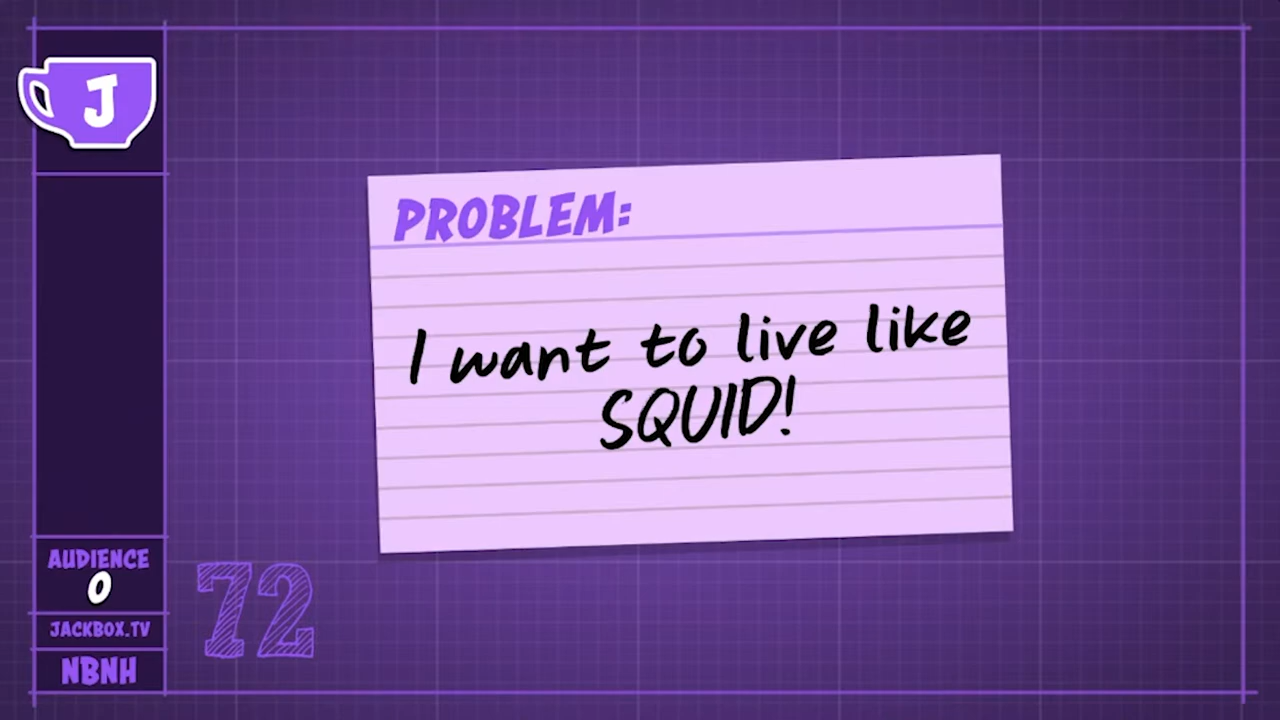 J
PROBLEM:
I want to live like
SQUID!
AUDIENCE
0
JACKBOX.TV
NBNH
72